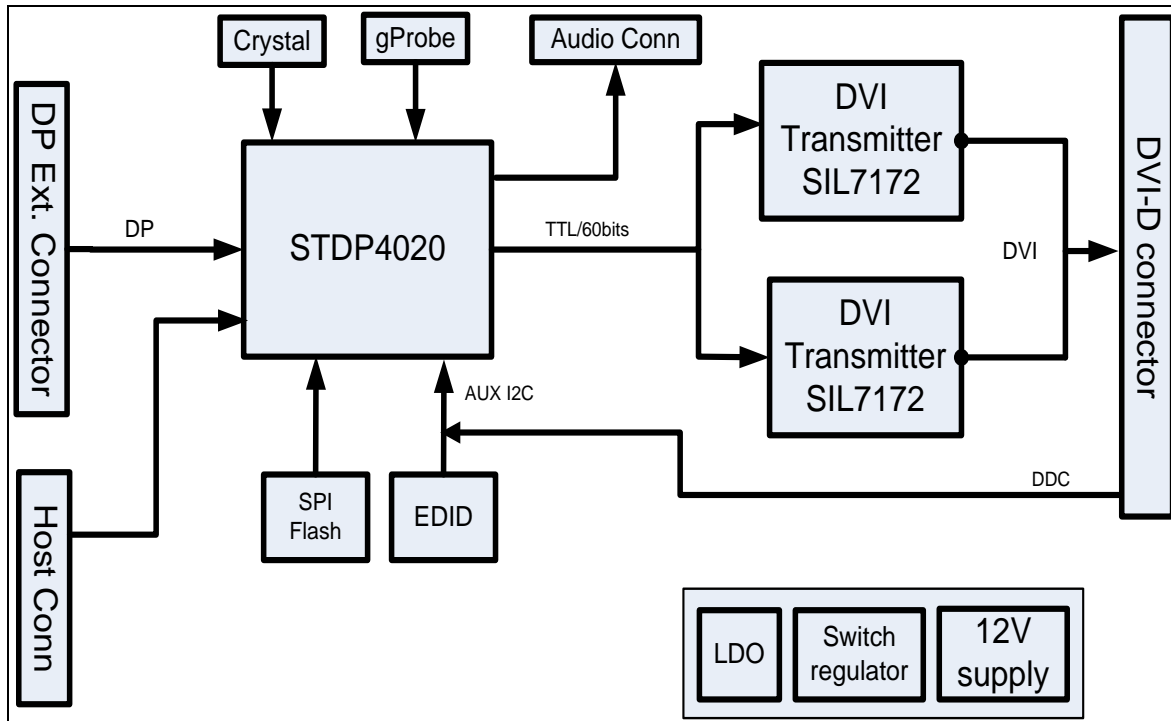 Crystal
gProbe
Audio Conn
DP Ext. Connector
DP
STDP4020
TTL/60bits
DVI
Transmitter
SIL7172
DVI
Transmitter
SIL7172
DVI
DVI-D connector
AUX I2C
SPI
Flash
EDID
DDC
Host Conn
LDO
Switch
regulator
12V
supply